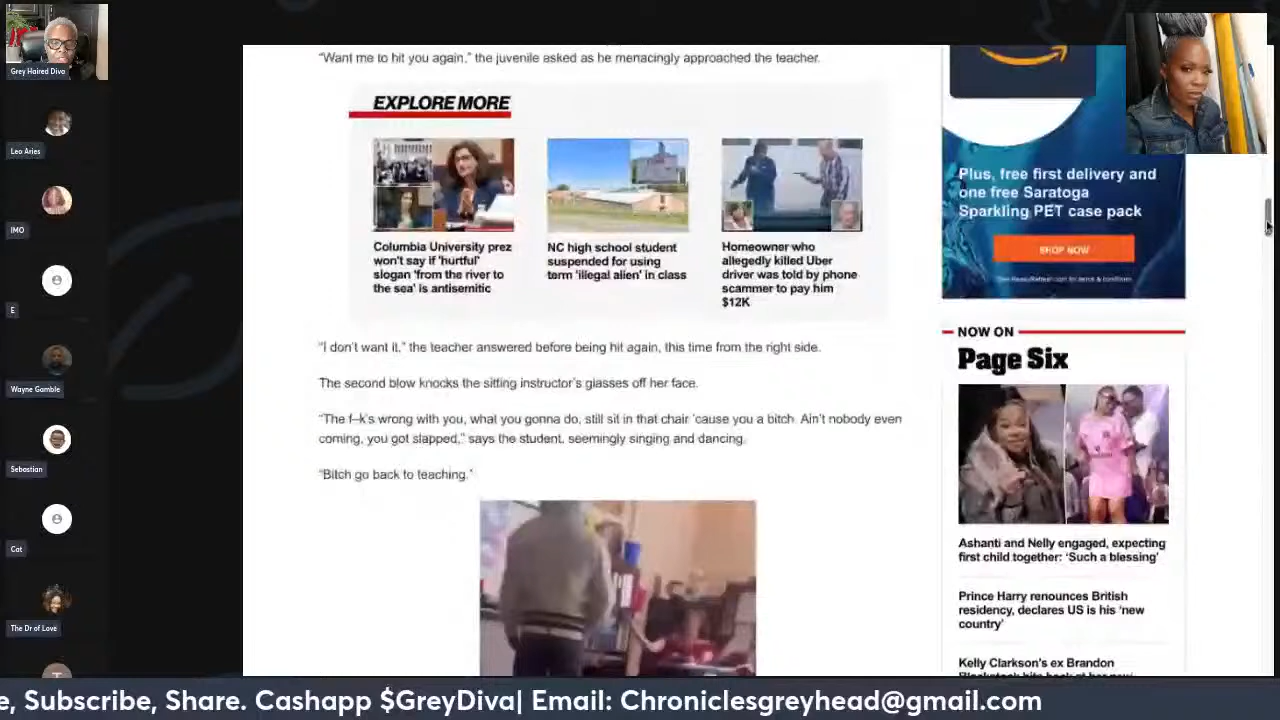 Grey Haired Diva
Leo Aries
IMO
E
Wayne Gamble
Sebastian
Cat
The Dr of Love
"Want me to hit you again," the juvenile asked as he menacingly approached the teacher.
EXPLORE MORE
Columbia University prez
won't say if 'hurtful'
slogan 'from the river to
the sea' is antisemitic
NC high school student
suspended for using
term 'illegal alien' in class
Homeowner who
allegedly killed Uber
driver was told by phone
scammer to pay him
$12K
"I don't want it," the teacher answered before being hit again, this time from the right side.
The second blow knocks the sitting instructor's glasses off her face.
"The f–k's wrong with you, what you gonna do, still sit in that chair 'cause you a bitch. Ain't nobody even
coming, you got slapped," says the student, seemingly singing and dancing.
"Bitch go back to teaching."
Plus, free first delivery and
one free Saratoga
Sparkling PET case pack
SHOP NOW
NOW ON
Page Six
Ashanti and Nelly engaged, expecting
first child together: 'Such a blessing'
Prince Harry renounces British
residency, declares US is his 'new
country'
Kelly Clarkson's ex Brandon
e, Subscribe, Share. Cashapp $GreyDiva| Email: Chroniclesgreyhead@gmail.com